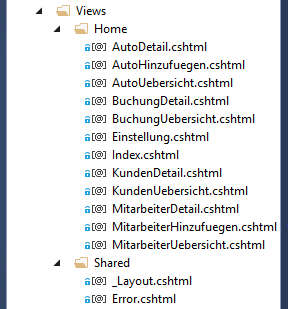 Views
Home
AutoDetail.cshtml
AutoHinzufuegen.cshtml
AutoUebersicht.cshtml
BuchungDetail.cshtml
BuchungUebersicht.cshtml
Einstellung.cshtml
Index.cshtml
KundenDetail.cshtml
KundenUebersicht.cshtml
MitarbeiterDetail.cshtml
MitarbeiterHinzufuegen.cshtml
MitarbeiterUebersicht.cshtml
Shared
_Layout.cshtml
Error.cshtml